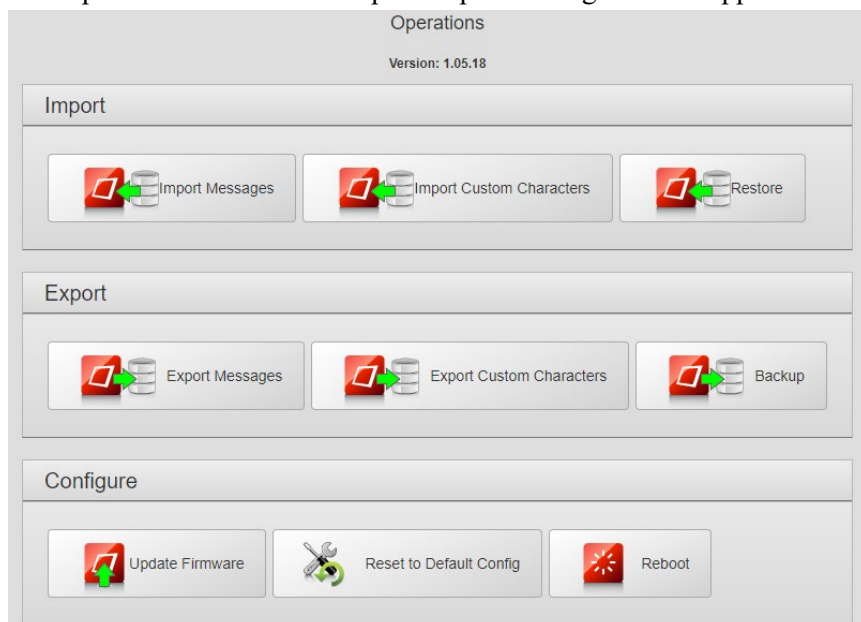 Operations
Version: 1.05.18
Import
Import Messages
Import Custom Characters
Restore
Export
Export Messages
Export Custom Characters
Backup
Configure
Update Firmware
Reset to Default Config
Reboot